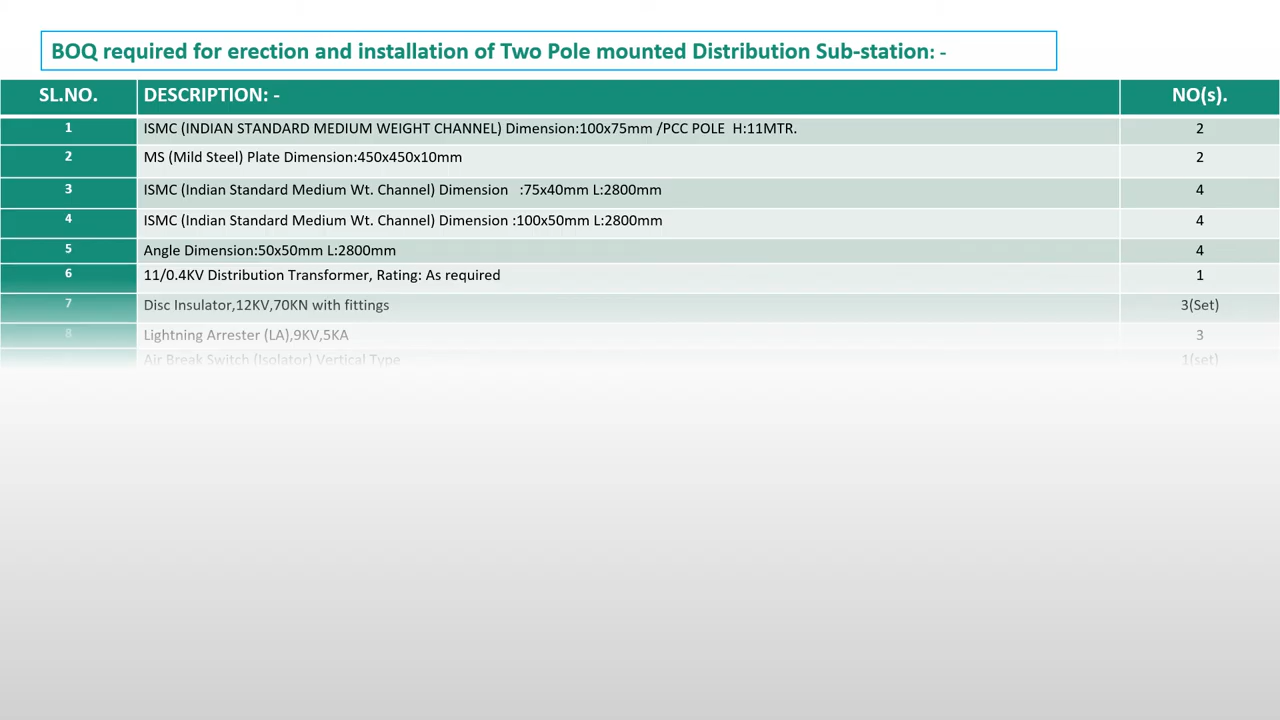 BOQ required for erection and installation of Two Pole mounted Distribution Sub-station: -
SL.NO. DESCRIPTION: - NO(s).
1 ISMC (INDIAN STANDARD MEDIUM WEIGHT CHANNEL) Dimension:100x75mm /PCC POLE H:11MTR. 2
2 MS (Mild Steel) Plate Dimension:450x450x10mm 2
3 ISMC (Indian Standard Medium Wt. Channel) Dimension :75x40mm L:2800mm 4
4 ISMC (Indian Standard Medium Wt. Channel) Dimension :100x50mm L:2800mm 4
5 Angle Dimension:50x50mm L:2800mm 4
6 11/0.4KV Distribution Transformer, Rating: As required 1
7 Disc Insulator,12KV,70KN with fittings 3(Set)
8 Lightning Arrester (LA),9KV,5KA 3
Air Break Switch (Isolator) Vertical Type 1(set)